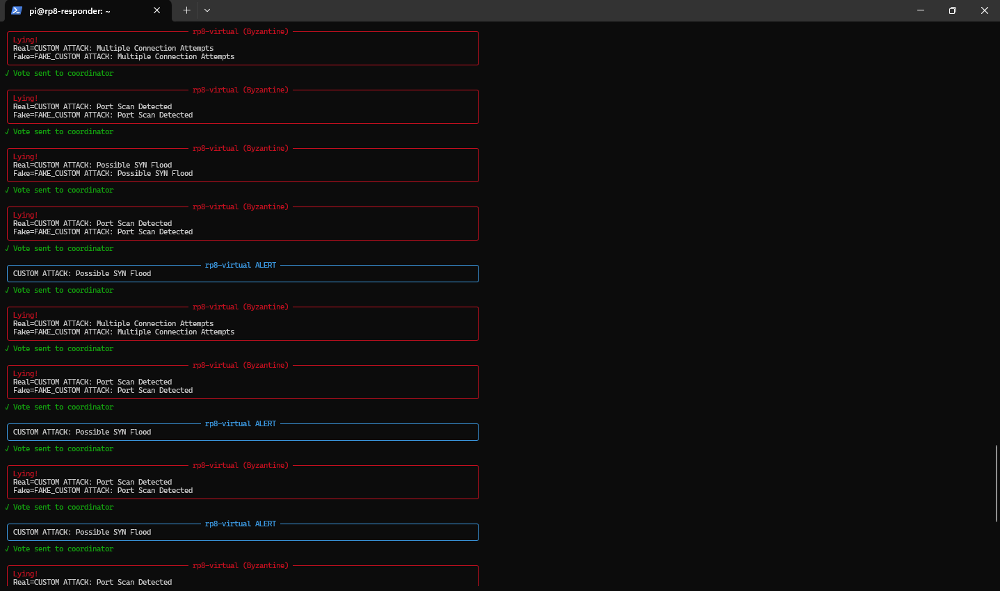 pi@rp8-responder: ~
rp8-virtual (Byzantine)
Lying!
Real=CUSTOM ATTACK: Multiple Connection Attempts
Fake=FAKE_CUSTOM ATTACK: Multiple Connection Attempts
✓ Vote sent to coordinator
rp8-virtual (Byzantine)
Lying!
Real=CUSTOM ATTACK: Port Scan Detected
Fake=FAKE_CUSTOM ATTACK: Port Scan Detected
✓ Vote sent to coordinator
rp8-virtual (Byzantine)
Lying!
Real=CUSTOM ATTACK: Possible SYN Flood
Fake=FAKE_CUSTOM ATTACK: Possible SYN Flood
✓ Vote sent to coordinator
rp8-virtual (Byzantine)
Lying!
Real=CUSTOM ATTACK: Port Scan Detected
Fake=FAKE_CUSTOM ATTACK: Port Scan Detected
✓ Vote sent to coordinator
rp8-virtual ALERT
CUSTOM ATTACK: Possible SYN Flood
✓ Vote sent to coordinator
rp8-virtual (Byzantine)
Lying!
Real=CUSTOM ATTACK: Multiple Connection Attempts
Fake=FAKE_CUSTOM ATTACK: Multiple Connection Attempts
✓ Vote sent to coordinator
rp8-virtual (Byzantine)
Lying!
Real=CUSTOM ATTACK: Port Scan Detected
Fake=FAKE_CUSTOM ATTACK: Port Scan Detected
✓ Vote sent to coordinator
rp8-virtual ALERT
CUSTOM ATTACK: Possible SYN Flood
✓ Vote sent to coordinator
rp8-virtual (Byzantine)
Lying!
Real=CUSTOM ATTACK: Port Scan Detected
Fake=FAKE_CUSTOM ATTACK: Port Scan Detected
✓ Vote sent to coordinator
rp8-virtual ALERT
CUSTOM ATTACK: Possible SYN Flood
✓ Vote sent to coordinator
rp8-virtual (Byzantine)
Lying!
Real=CUSTOM ATTACK: Port Scan Detected